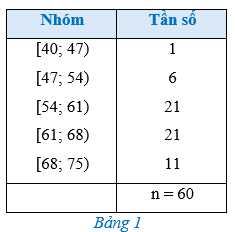 Nhóm Tần số
[40; 47) 1
[47; 54) 6
[54; 61) 21
[61; 68) 21
[68; 75) 11
n = 60
Bảng 1